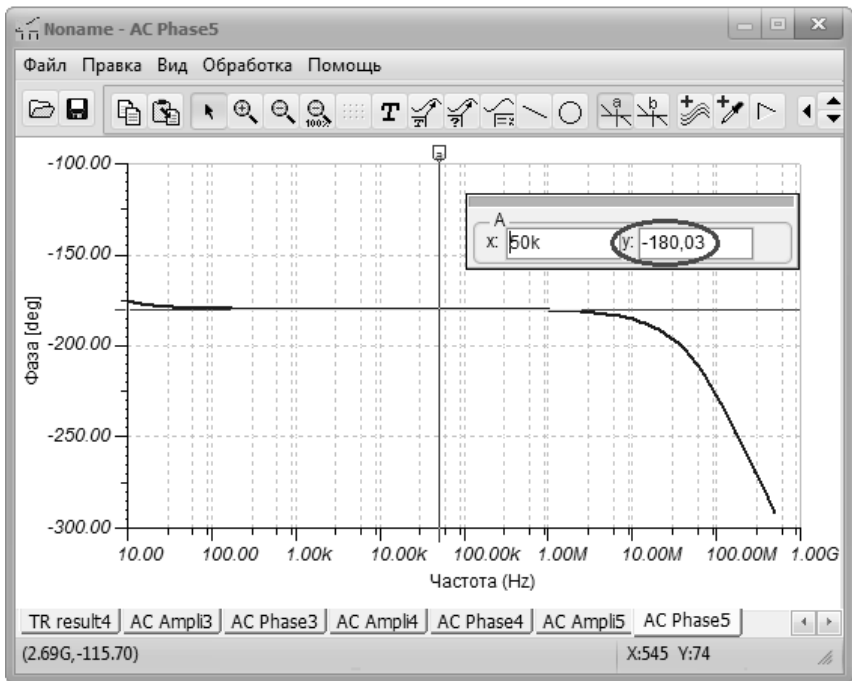 Noname - AC Phase5
Файл Правка Вид Обработка Помощь
100% T T ? =x a b
a
-100.00
-150.00
-200.00
-250.00
-300.00
Фаза [deg]
A
x: 50k y: -180,03
10.00 100.00 1.00k 10.00k 100.00k 1.00M 10.00M 100.00M 1.00G
Частота (Hz)
TR result4 AC Ampli3 AC Phase3 AC Ampli4 AC Phase4 AC Ampli5 AC Phase5
(2.69G,-115.70) X:545 Y:74